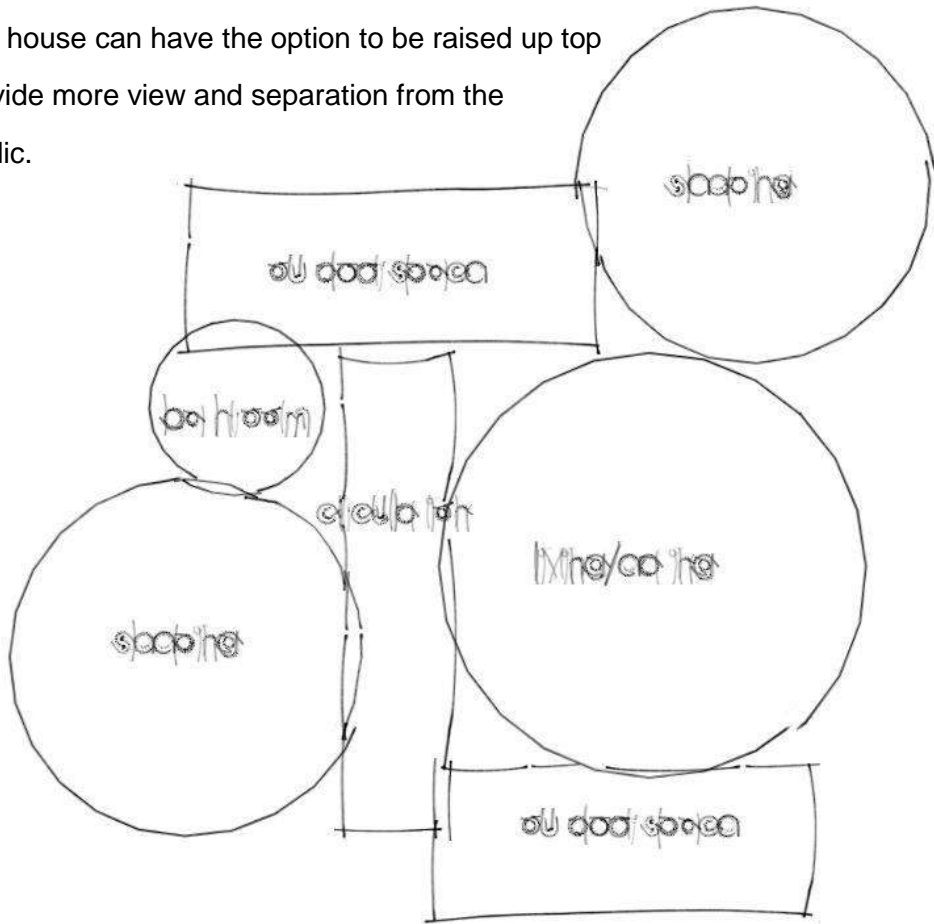 house can have the option to be raised up top
vide more view and separation from the
lic.
sleeping
outdoor space
bathroom
circulation
living/eating
sleeping
outdoor space